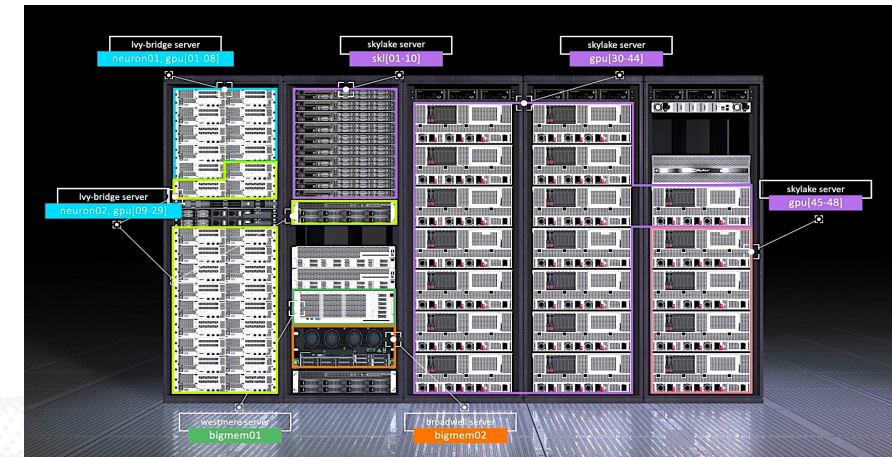 Ivy-bridge server
neuron01, gpu[01-08]
skylake server
skl[01-10]
skylake server
gpu[30-44]
Ivy-bridge server
neuron02, gpu[09-29]
skylake server
gpu[45-48]
westmere server
bigmem01
broadwell server
bigmem02